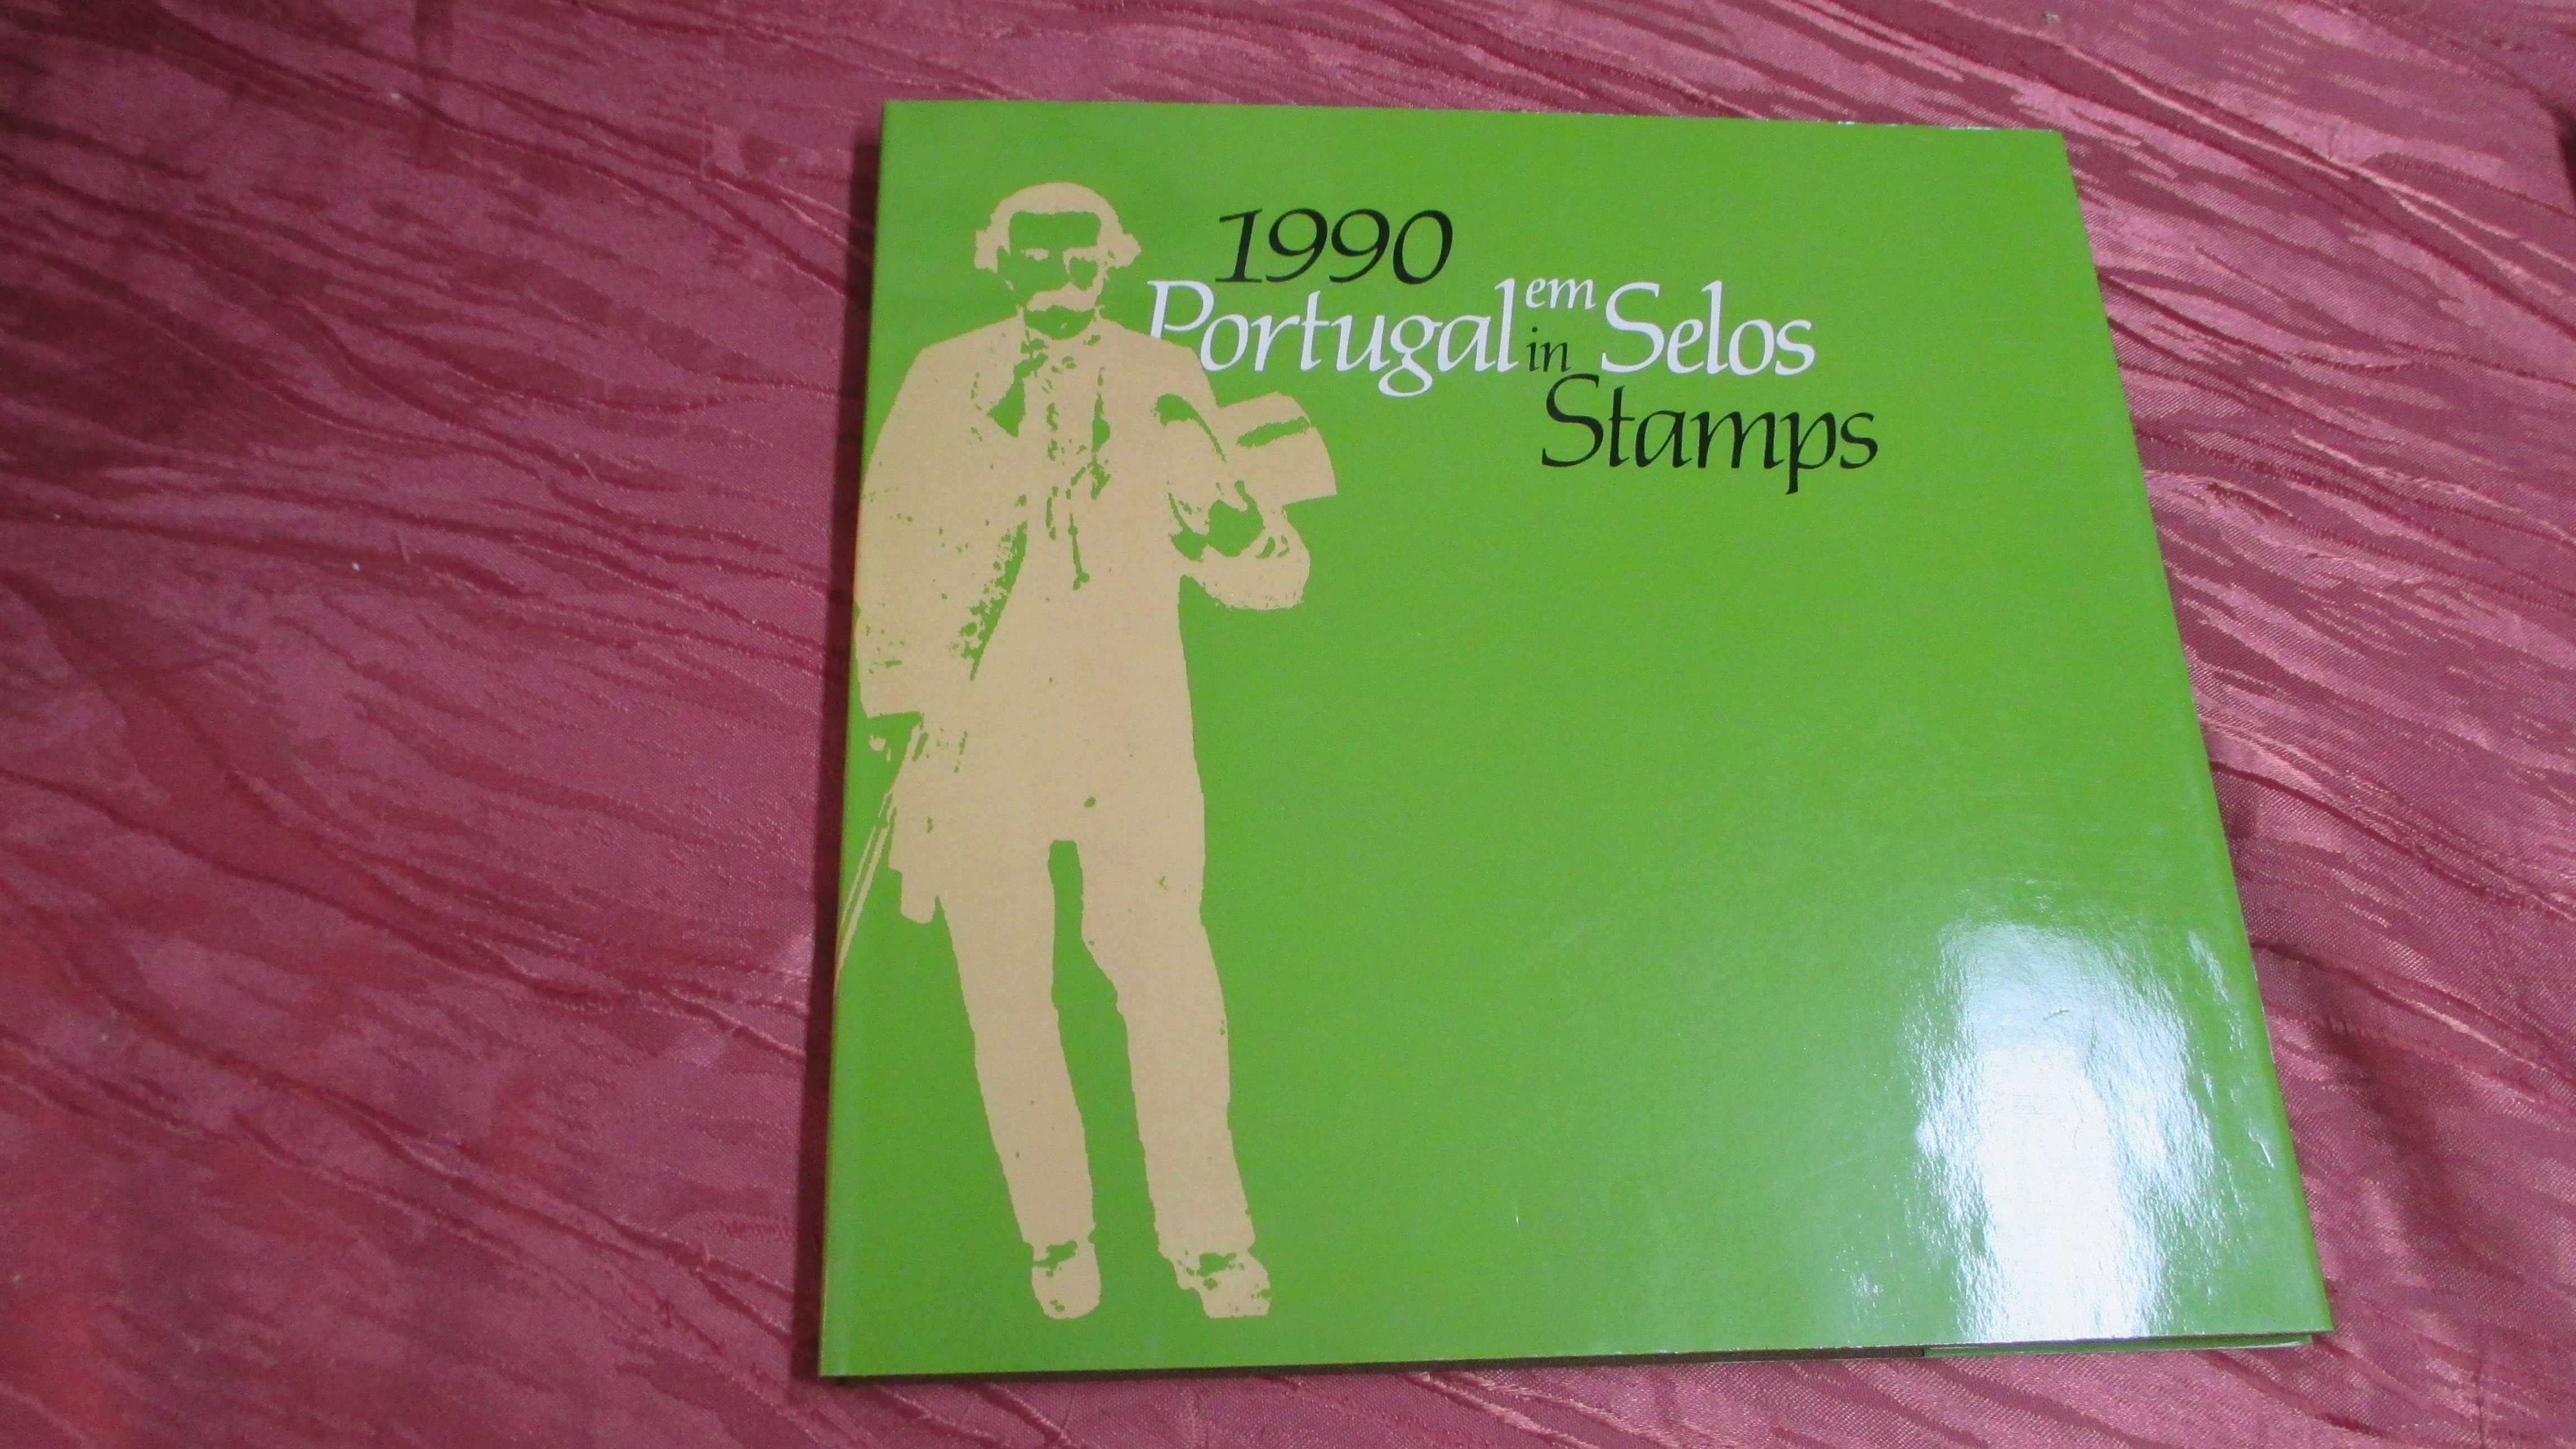 1990
Portugal em Selos
in
Stamps